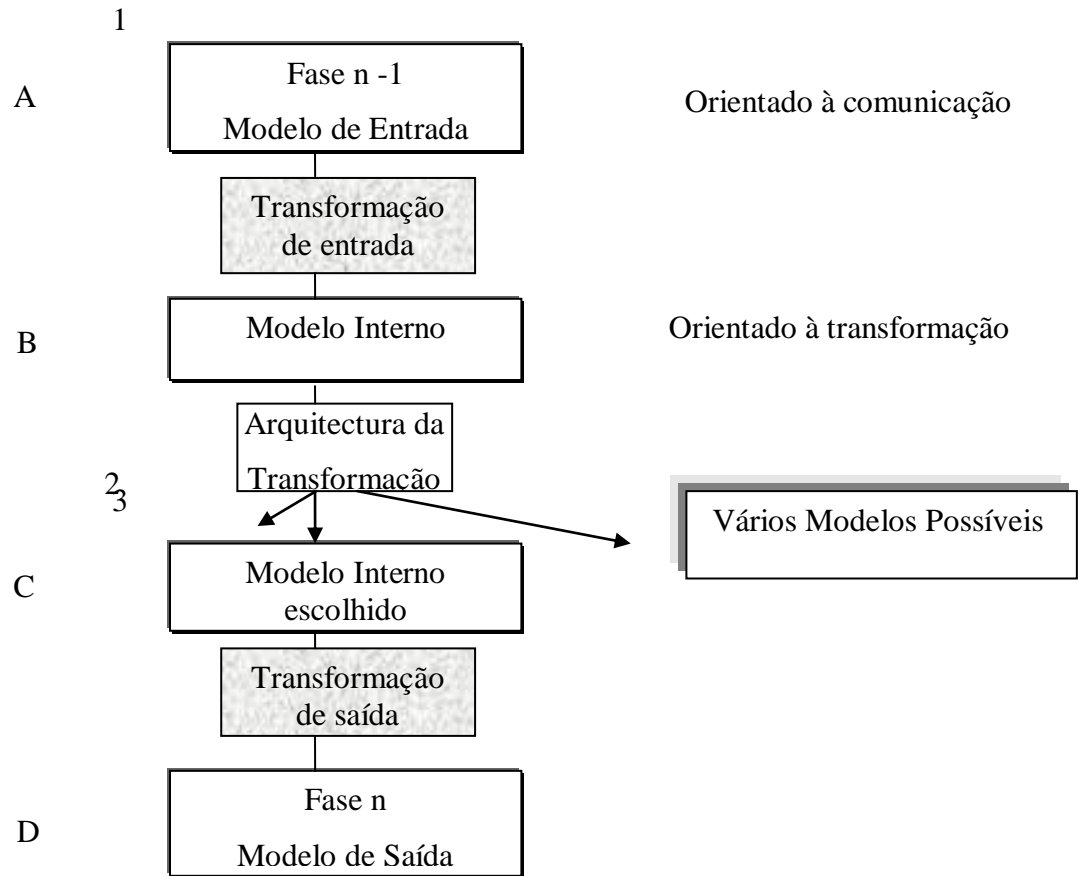 1
A
Fase n -1
Modelo de Entrada
Orientado à comunicação
Transformação
de entrada
B
Modelo Interno
Orientado à transformação
Arquitectura da
Transformação
2
3
Vários Modelos Possíveis
C
Modelo Interno
escolhido
Transformação
de saída
D
Fase n
Modelo de Saída